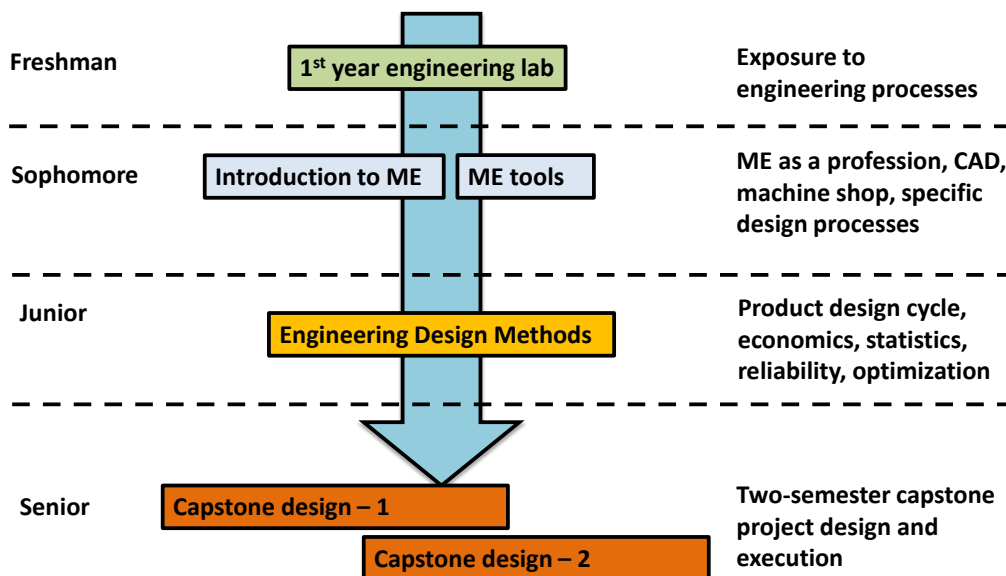 Freshman
1st year engineering lab
Exposure to
engineering processes
Sophomore
Introduction to ME
ME tools
ME as a profession, CAD,
machine shop, specific
design processes
Junior
Engineering Design Methods
Product design cycle,
economics, statistics,
reliability, optimization
Senior
Capstone design – 1
Capstone design – 2
Two-semester capstone
project design and
execution